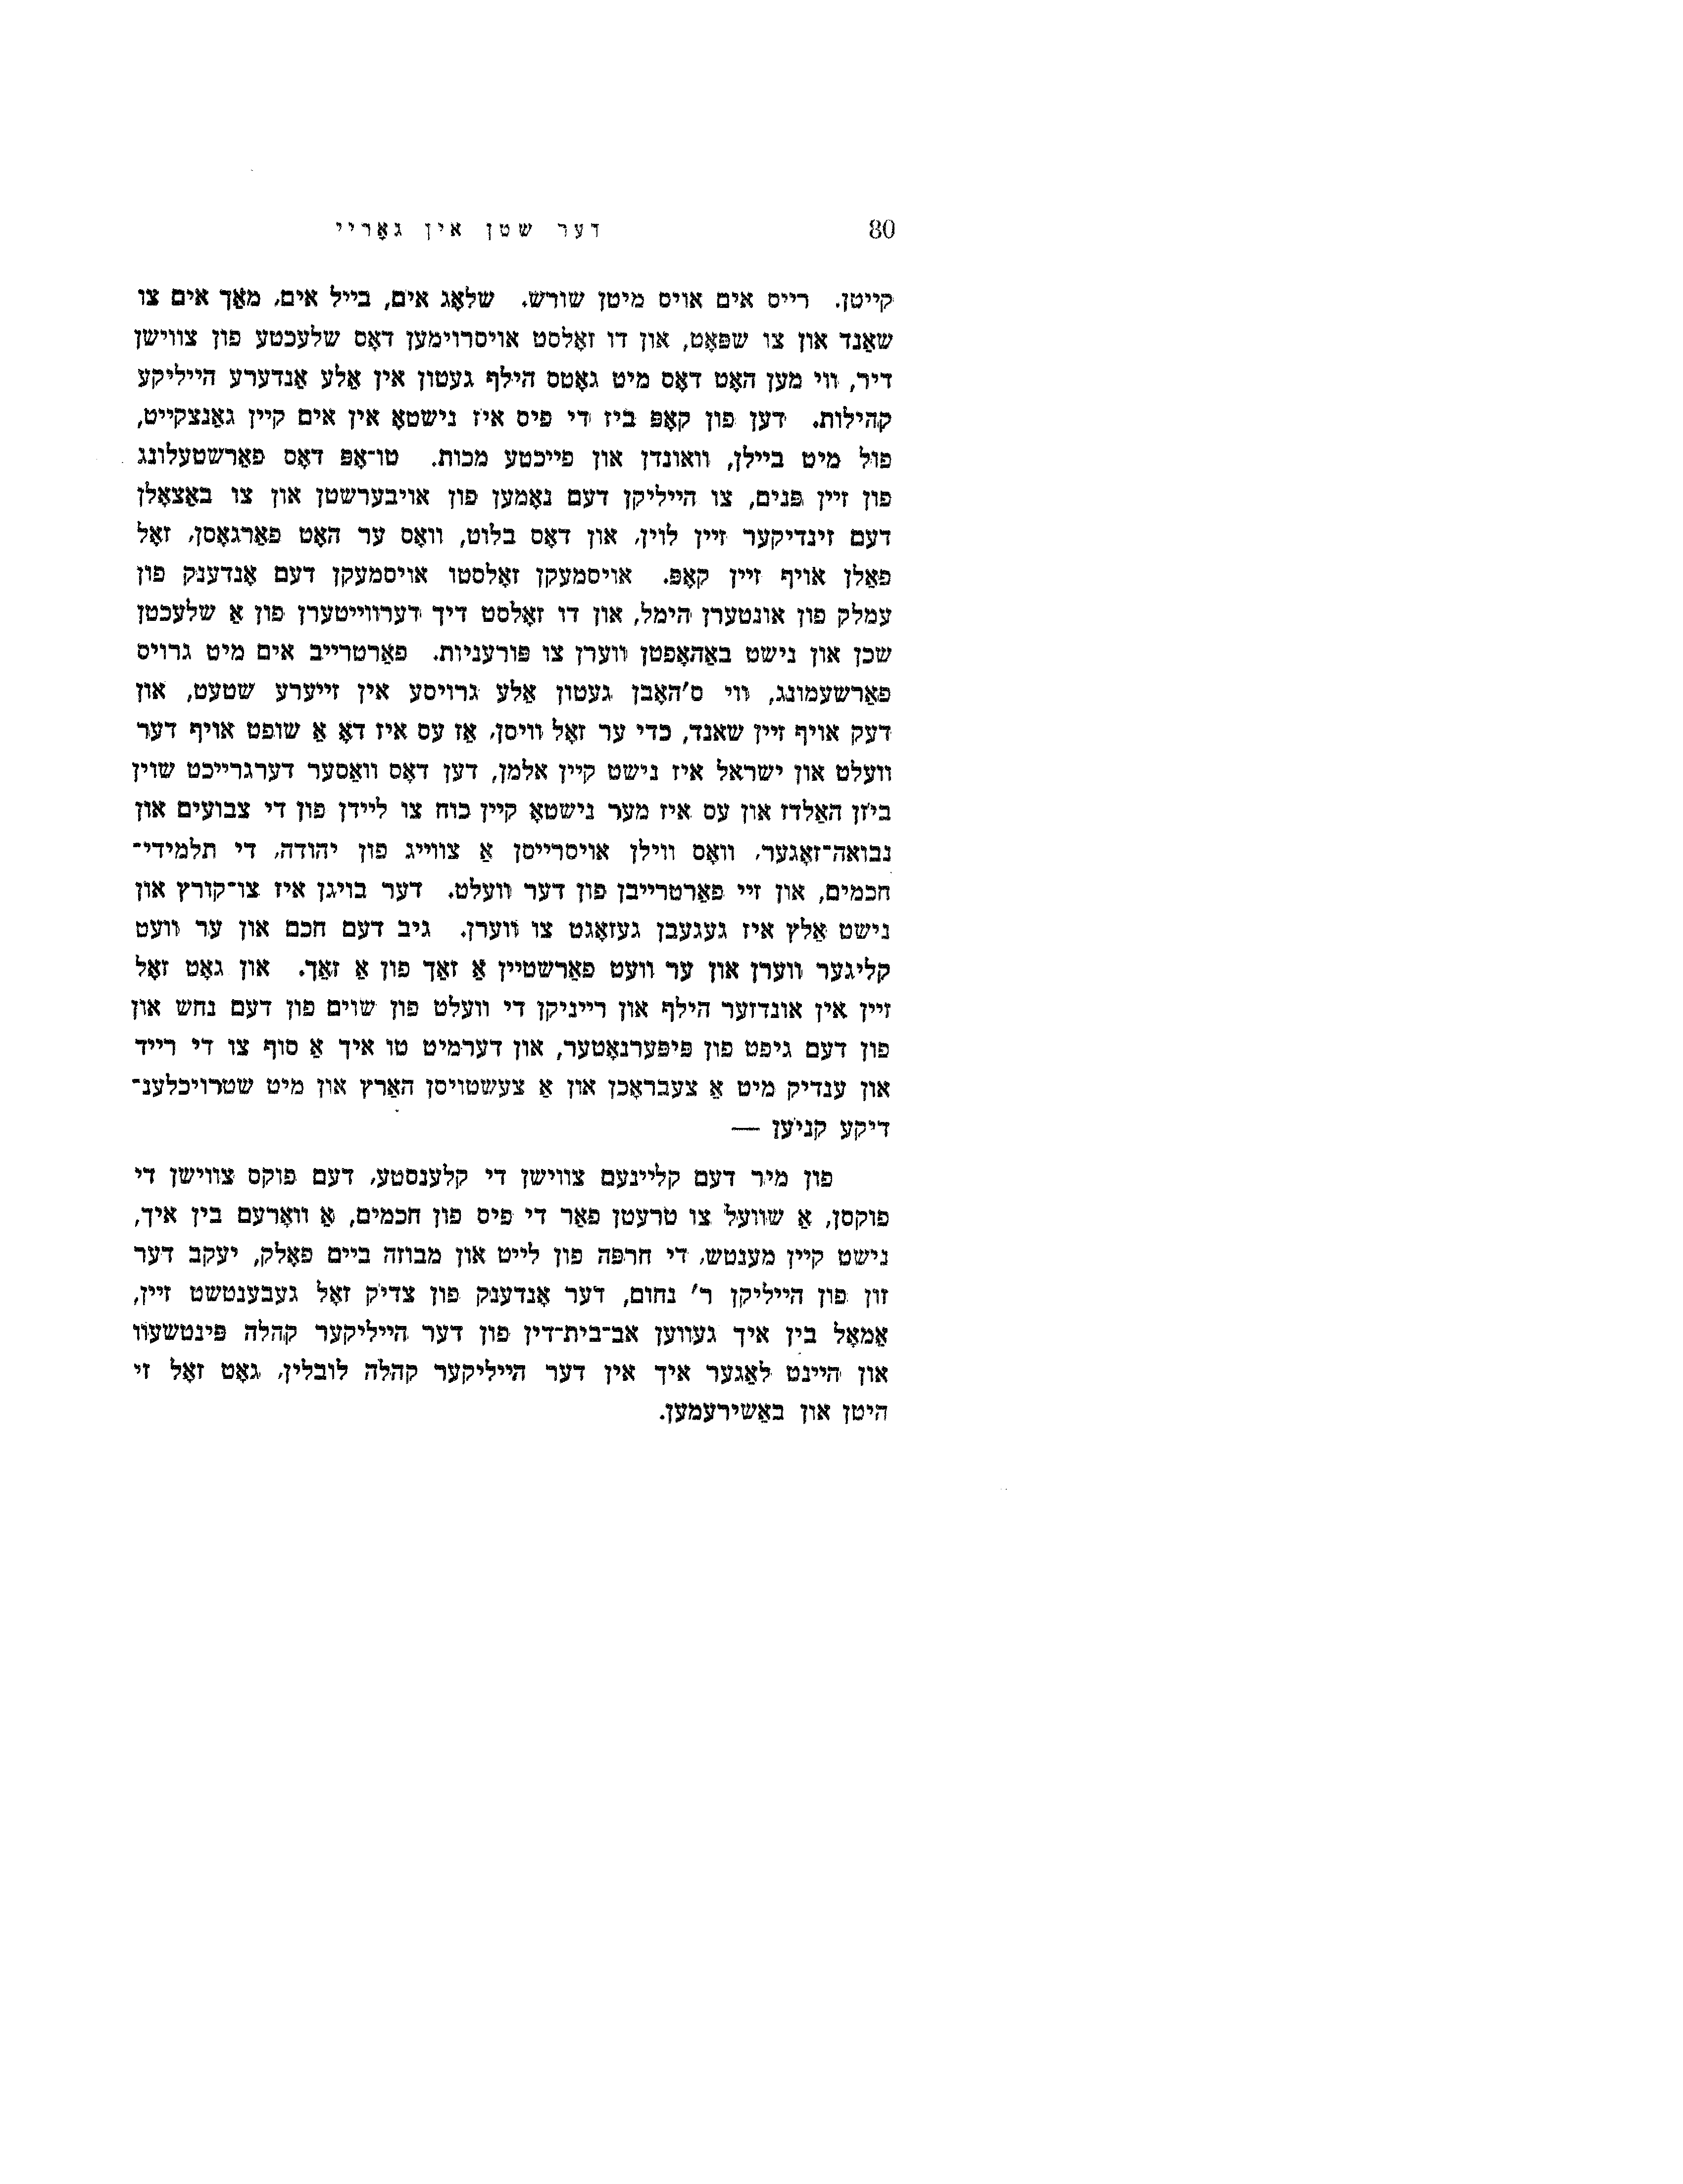 80 דער שטן אין גאָריי
קייטן. רייס אים אויס מיטן שורש. שלאָג אים, בייל אים, מאַך אים צו
שאַנד און צו שפּאָט, און דו זאָלסט אויסרוימען דאָס שלעכטע פון צווישן
דיר, ווי מען האָט דאָס מיט גאָטס הילף געטון אין אַלע אַנדערע הייליקע
קהילות. דען פון קאָפּ ביז די פיס איז נישטאָ אין אים קיין גאַנצקייט,
פול מיט ביילן, וואונדן און פייכטע מכות. טו־אָפּ דאָס פאַרשטעלונג
פון זיין פּנים, צו הייליקן דעם נאָמען פון אויבערשטן און צו באַצאָלן
דעם זינדיקער זיין לוין, און דאָס בלוט, וואָס ער האָט פאַרגאָסן, זאָל
פאַלן אויף זיין קאָפּ. אויסמעקן זאָלסטו אויסמעקן דעם אָנדענק פון
עמלק פון אונטערן הימל, און דו זאָלסט דיך דערווייטערן פון אַ שלעכטן
שכן און נישט באַהאָפטן ווערן צו פּורעניות. פאַרטרייב אים מיט גרויס
פאַרשעמונג, ווי ס'האָבן געטון אַלע גרויסע אין זייערע שטעט, און
דעק אויף זיין שאנד, כדי ער זאָל וויסן, אַז עס איז דאָ אַ שופט אויף דער
וועלט און ישראל איז נישט קיין אלמן, דען דאָס וואַסער דערגרייכט שוין
ביזן האַלדז און עס איז מער נישטאָ קיין כוח צו ליידן פון די צבועים און
נבואה־זאָגער, וואָס ווילן אויסרייסן אַ צווייג פון יהודה, די תלמידי־
חכמים, און זיי פאַרטרייבן פון דער וועלט. דער בויגן איז צו־קורץ און
נישט אַלץ איז געגעבן געזאָגט צו ווערן. גיב דעם חכם און ער וועט
קליגער ווערן און ער וועט פאַרשטיין אַ זאַך פון אַ זאַך. און גאָט זאָל
זיין אין אונדזער הילף און רייניקן די וועלט פון שוים פון דעם נחש און
פון דעם גיפט פון פּיפּערנאָטער, און דערמיט טו איך אַ סוף צו די רייד
און ענדיק מיט אַ צעבראָכן און אַ צעשטויסן האַרץ און מיט שטרויכלענ־
דיקע קניען —
פון מיר דעם קליינעם צווישן די קלענסטע, דעם פוקס צווישן די
פוקסן, אַ שוועל צו טרעטן פאַר די פיס פון חכמים, אַ וואָרעם בין איך,
נישט קיין מענטש, די חרפּה פון לייט און מבוזה ביים פאָלק, יעקב דער
זון פון הייליקן ר' נחום, דער אָנדענק פון צדיק זאָל געבענטשט זיין,
אַמאָל בין איך געווען אב־בית־דין פון דער הייליקער קהלה פּינטשעוו
און היינט לאַגער איך אין דער הייליקער קהלה לובלין, גאָט זאָל זי
היטן און באַשירעמען.